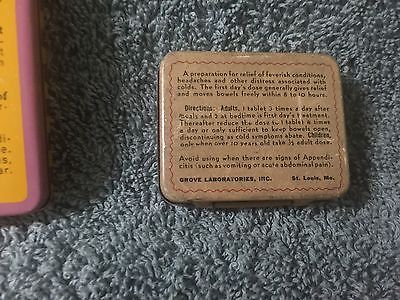 A preparation for relief of feverish conditions,
headaches and other distress associated with
colds. The first day's dose generally gives relief
and moves bowels freely within 8 to 10 hours.
Directions: Adults, 1 tablet 3 times a day after
meals and 2 at bedtime is first day's treatment.
Thereafter reduce the dose to 1 tablet 4 times
a day or only sufficient to keep bowels open,
discontinuing as cold symptoms abate. Children,
only when over 10 years old take ½ adult dose.
Avoid using when there are signs of Appendi-
citis (such as vomiting or acute abdominal pain).
GROVE LABORATORIES, INC. St. Louis, Mo.